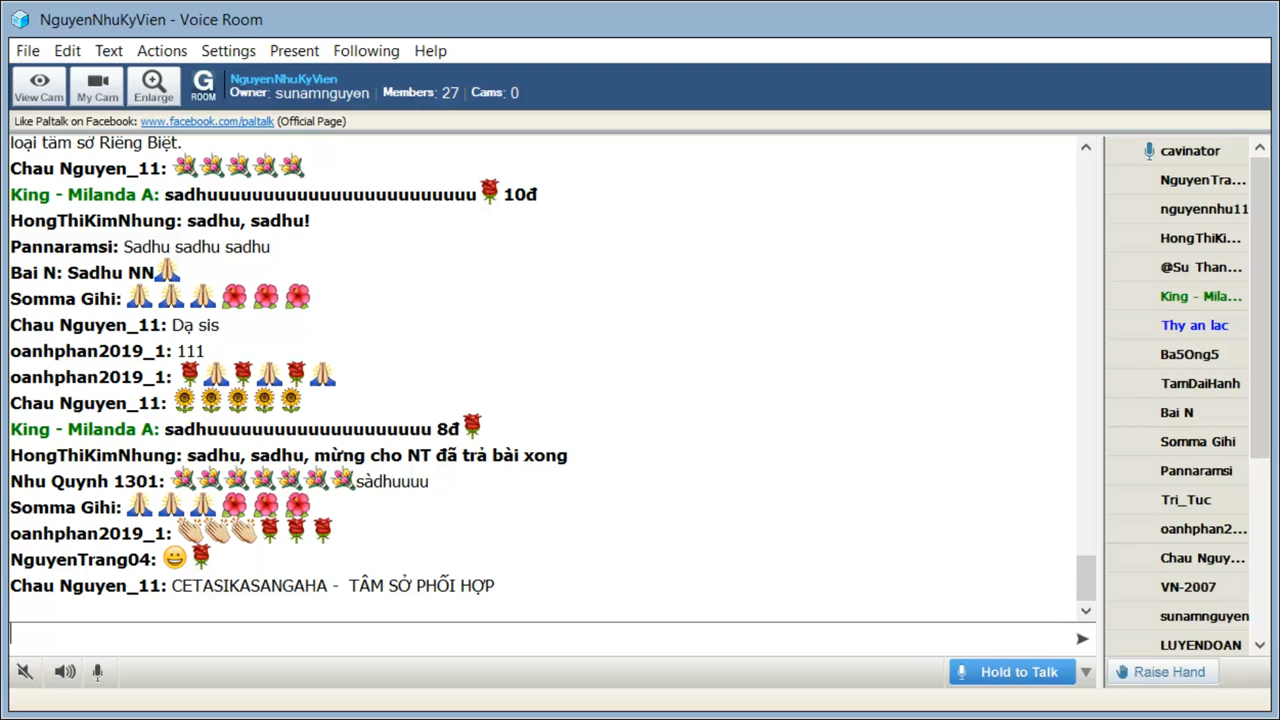 NguyenNhuKyVien - Voice Room
File Edit Text Actions Settings Present Following Help
View Cam
My Cam
Enlarge
G ROOM
NguyenNhuKyVien
Owner: sunamnguyen | Members: 27 | Cams: 0
Like Paltalk on Facebook: www.facebook.com/paltalk (Official Page)
loại tâm sở Riêng Biệt.
Chau Nguyen_11: 💐💐💐💐💐
King - Milanda A: sadhuuuuuuuuuuuuuuuuuuuuuuuu🌹10đ
HongThiKimNhung: sadhu, sadhu!
Pannaramsi: Sadhu sadhu sadhu
Bai N: Sadhu NN🙏
Somma Gihi: 🙏🙏🙏🌺🌺🌺
Chau Nguyen_11: Dạ sis
oanhphan2019_1: 111
oanhphan2019_1: 🌹🙏🌹🙏🌹🙏
Chau Nguyen_11: 🌻🌻🌻🌻🌻
King - Milanda A: sadhuuuuuuuuuuuuuuuuuuuu 8đ🌹
HongThiKimNhung: sadhu, sadhu, mừng cho NT đã trả bài xong
Nhu Quynh 1301: 💐💐💐💐💐💐💐sàdhuuuu
Somma Gihi: 🙏🙏🙏🌺🌺🌺
oanhphan2019_1: 👏👏👏🌹🌹🌹
NguyenTrang04: 😀🌹
Chau Nguyen_11: CETASIKASANGAHA - TÂM SỞ PHỐI HỢP
Hold to Talk
cavinator
NguyenTra...
nguyennhu11
HongThiKi...
@Su Than...
King - Mila...
Thy an lac
Ba5Ong5
TamDaiHanh
Bai N
Somma Gihi
Pannaramsi
Tri_Tuc
oanhphan2...
Chau Nguy...
VN-2007
sunamnguyen
LUYENDOAN
Raise Hand